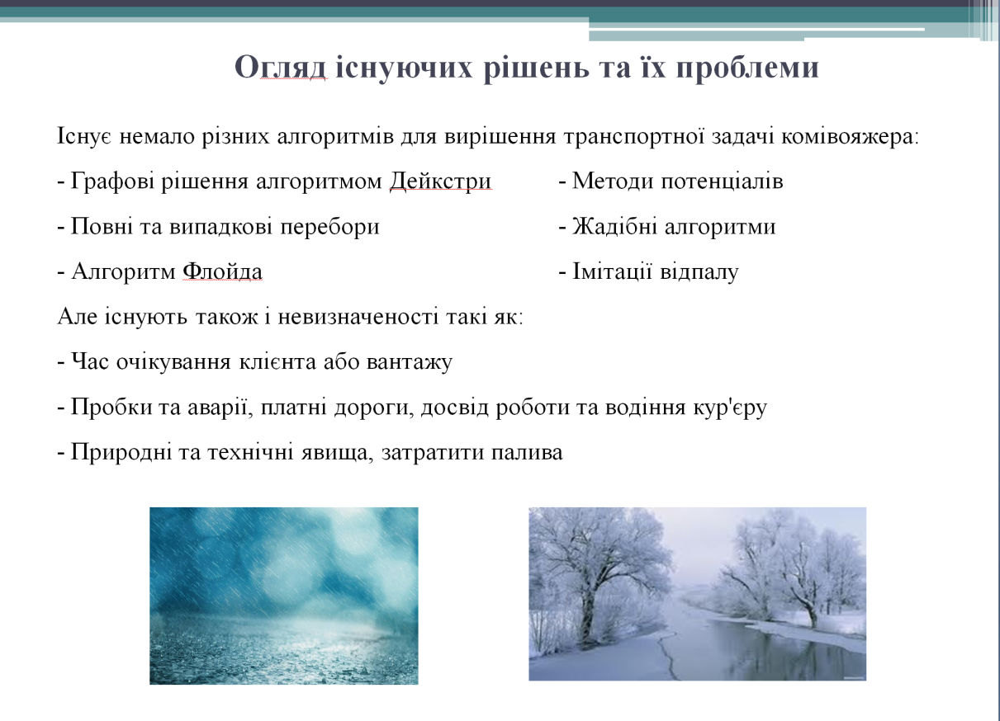 Огляд існуючих рішень та їх проблеми
Існує немало різних алгоритмів для вирішення транспортної задачі комівояжера:
- Графові рішення алгоритмом Дейкстри
- Методи потенціалів
- Повні та випадкові перебори
- Жадібні алгоритми
- Алгоритм Флойда
- Імітації відпалу
Але існують також і невизначеності такі як:
- Час очікування клієнта або вантажу
- Пробки та аварії, платні дороги, досвід роботи та водіння кур'єру
- Природні та технічні явища, затратити палива